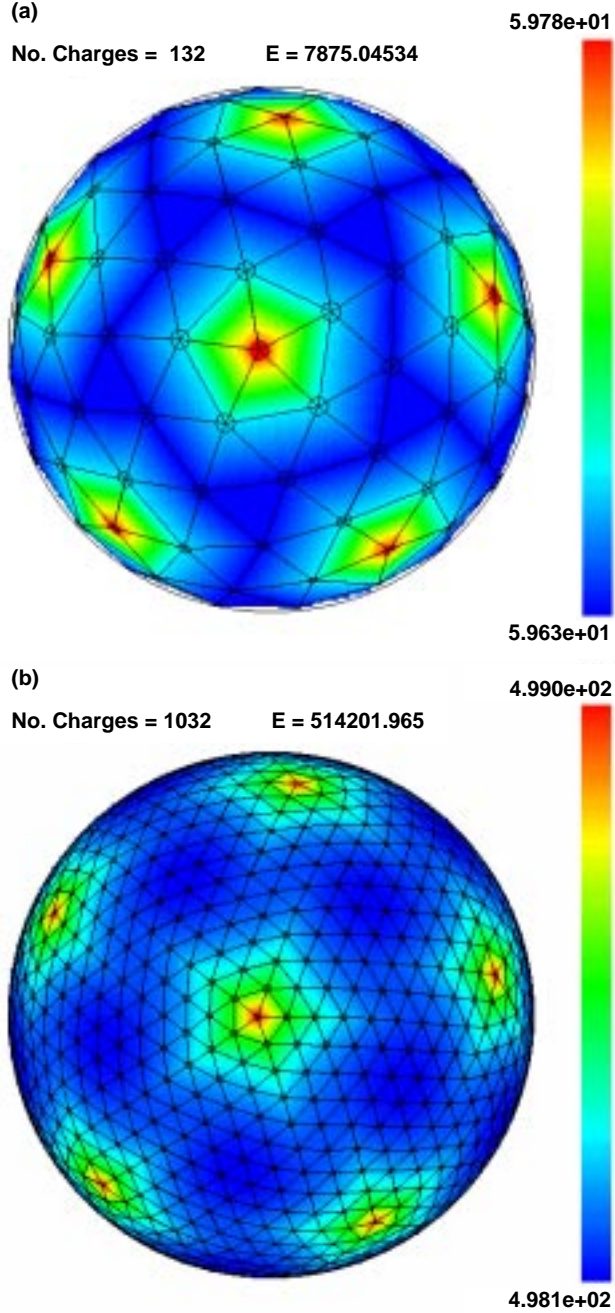 (a)
5.978e+01
No. Charges = 132 E = 7875.04534
5.963e+01
(b)
4.990e+02
No. Charges = 1032 E = 514201.965
4.981e+02